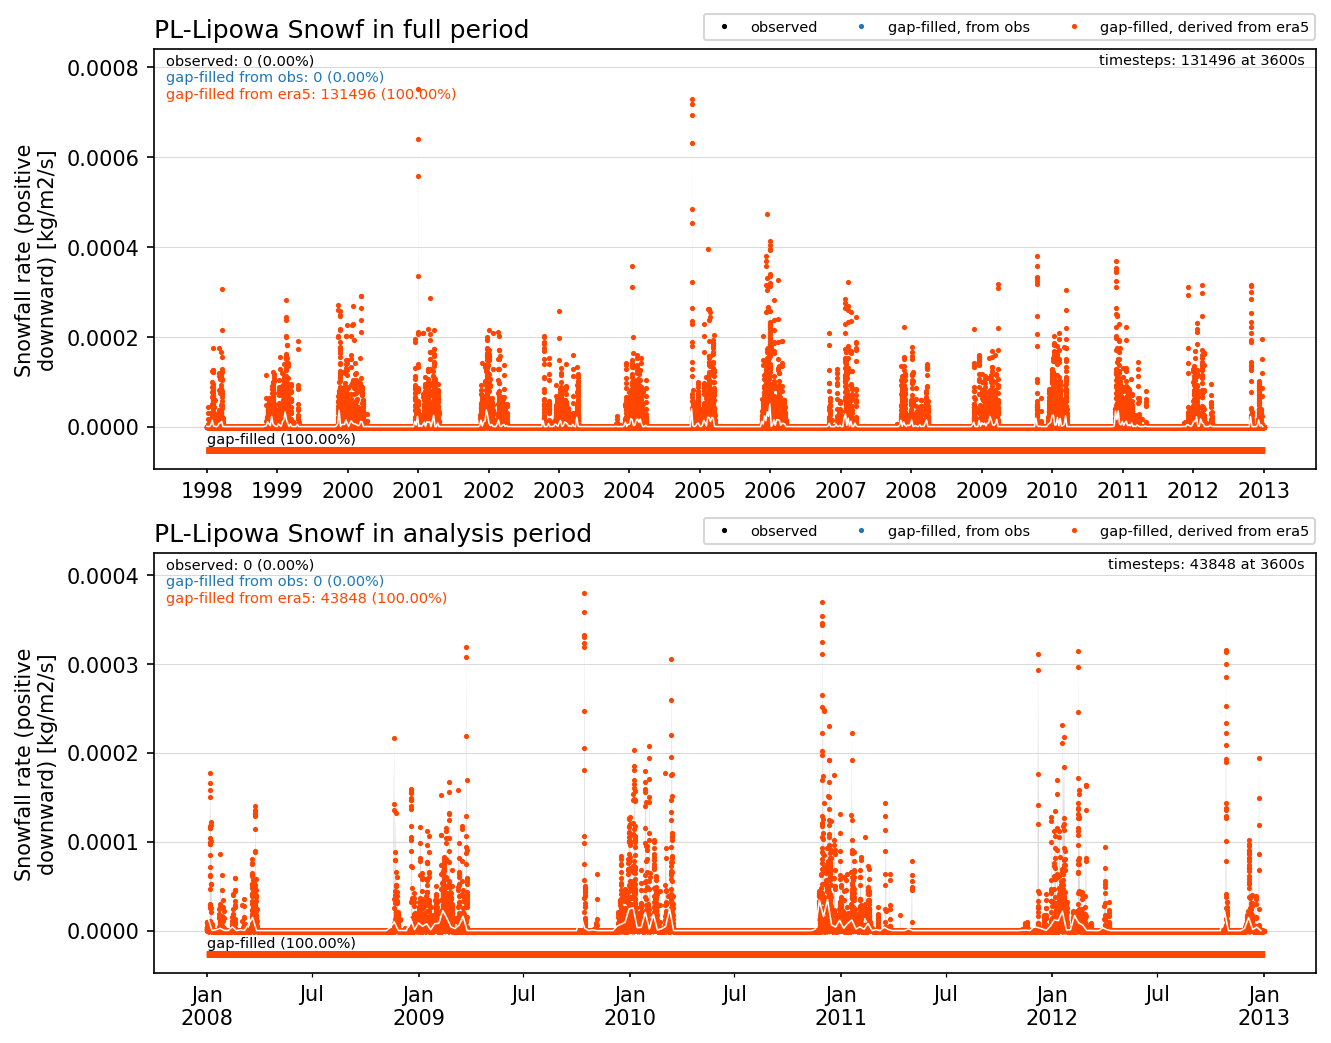 PL-Lipowa Snowf in full period
observed
gap-filled, from obs
gap-filled, derived from era5
observed: 0 (0.00%)
gap-filled from obs: 0 (0.00%)
gap-filled from era5: 131496 (100.00%)
timesteps: 131496 at 3600s
Snowfall rate (positive
downward) [kg/m2/s]
0.0008
0.0006
0.0004
0.0002
0.0000
gap-filled (100.00%)
1998 1999 2000 2001 2002 2003 2004 2005 2006 2007 2008 2009 2010 2011 2012 2013
PL-Lipowa Snowf in analysis period
observed
gap-filled, from obs
gap-filled, derived from era5
observed: 0 (0.00%)
gap-filled from obs: 0 (0.00%)
gap-filled from era5: 43848 (100.00%)
timesteps: 43848 at 3600s
Snowfall rate (positive
downward) [kg/m2/s]
0.0004
0.0003
0.0002
0.0001
0.0000
gap-filled (100.00%)
Jan Jul Jan Jul Jan Jul Jan Jul Jan Jul Jan
2008 2009 2010 2011 2012 2013